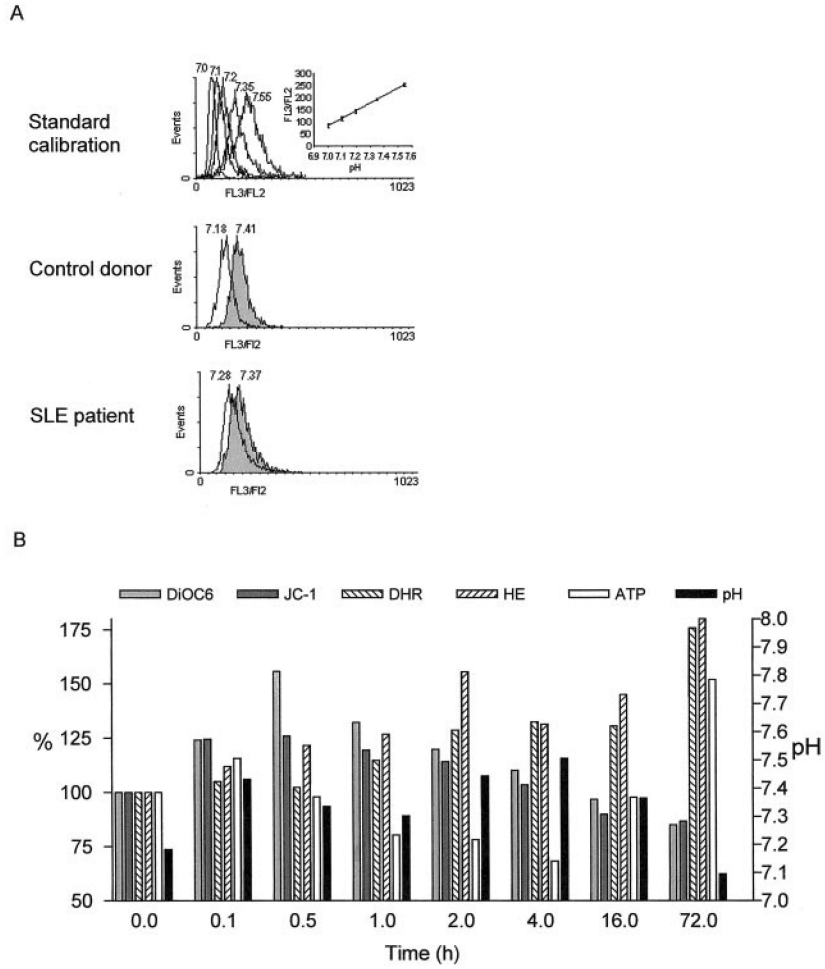 A
Standard
calibration
7.0 7.1 7.2 7.35 7.55
Events
0
0 1023
FL3/FL2
FL3/FL2
300
250
200
150
100
50
0
6.9 7.0 7.1 7.2 7.3 7.4 7.5 7.6
pH
Control donor
7.18 7.41
Events
0
0 1023
FL3/Fl2
SLE patient
7.28 7.37
Events
0
0 1023
FL3/Fl2
B
DiOC6 JC-1 DHR HE ATP pH
%
175
150
125
100
75
50
8.0
7.9
7.8
7.7
7.6
7.5
7.4
7.3
7.2
7.1
7.0
pH
0.0 0.1 0.5 1.0 2.0 4.0 16.0 72.0
Time (h)